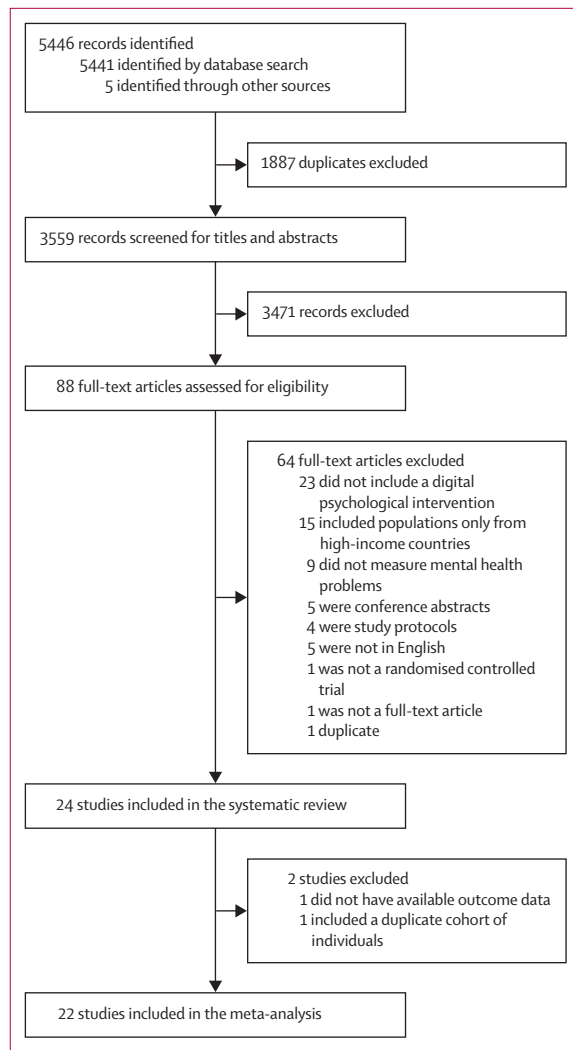 5446 records identified
5441 identified by database search
5 identified through other sources
1887 duplicates excluded
3559 records screened for titles and abstracts
3471 records excluded
88 full-text articles assessed for eligibility
64 full-text articles excluded
23 did not include a digital
psychological intervention
15 included populations only from
high-income countries
9 did not measure mental health
problems
5 were conference abstracts
4 were study protocols
5 were not in English
1 was not a randomised controlled
trial
1 was not a full-text article
1 duplicate
24 studies included in the systematic review
2 studies excluded
1 did not have available outcome data
1 included a duplicate cohort of
individuals
22 studies included in the meta-analysis